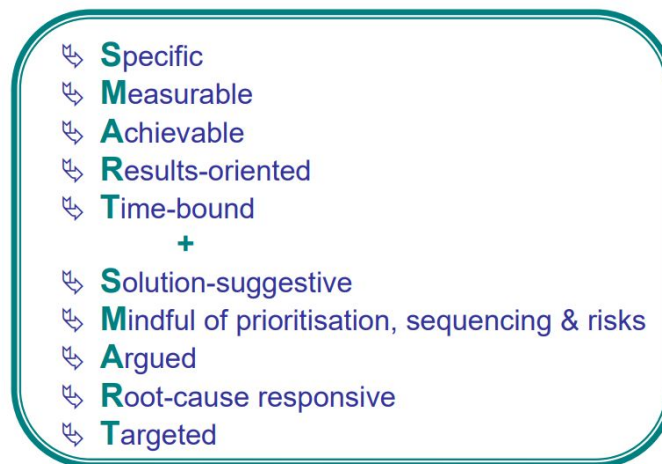 Specific
Measurable
Achievable
Results-oriented
Time-bound
+
Solution-suggestive
Mindful of prioritisation, sequencing & risks
Argued
Root-cause responsive
Targeted